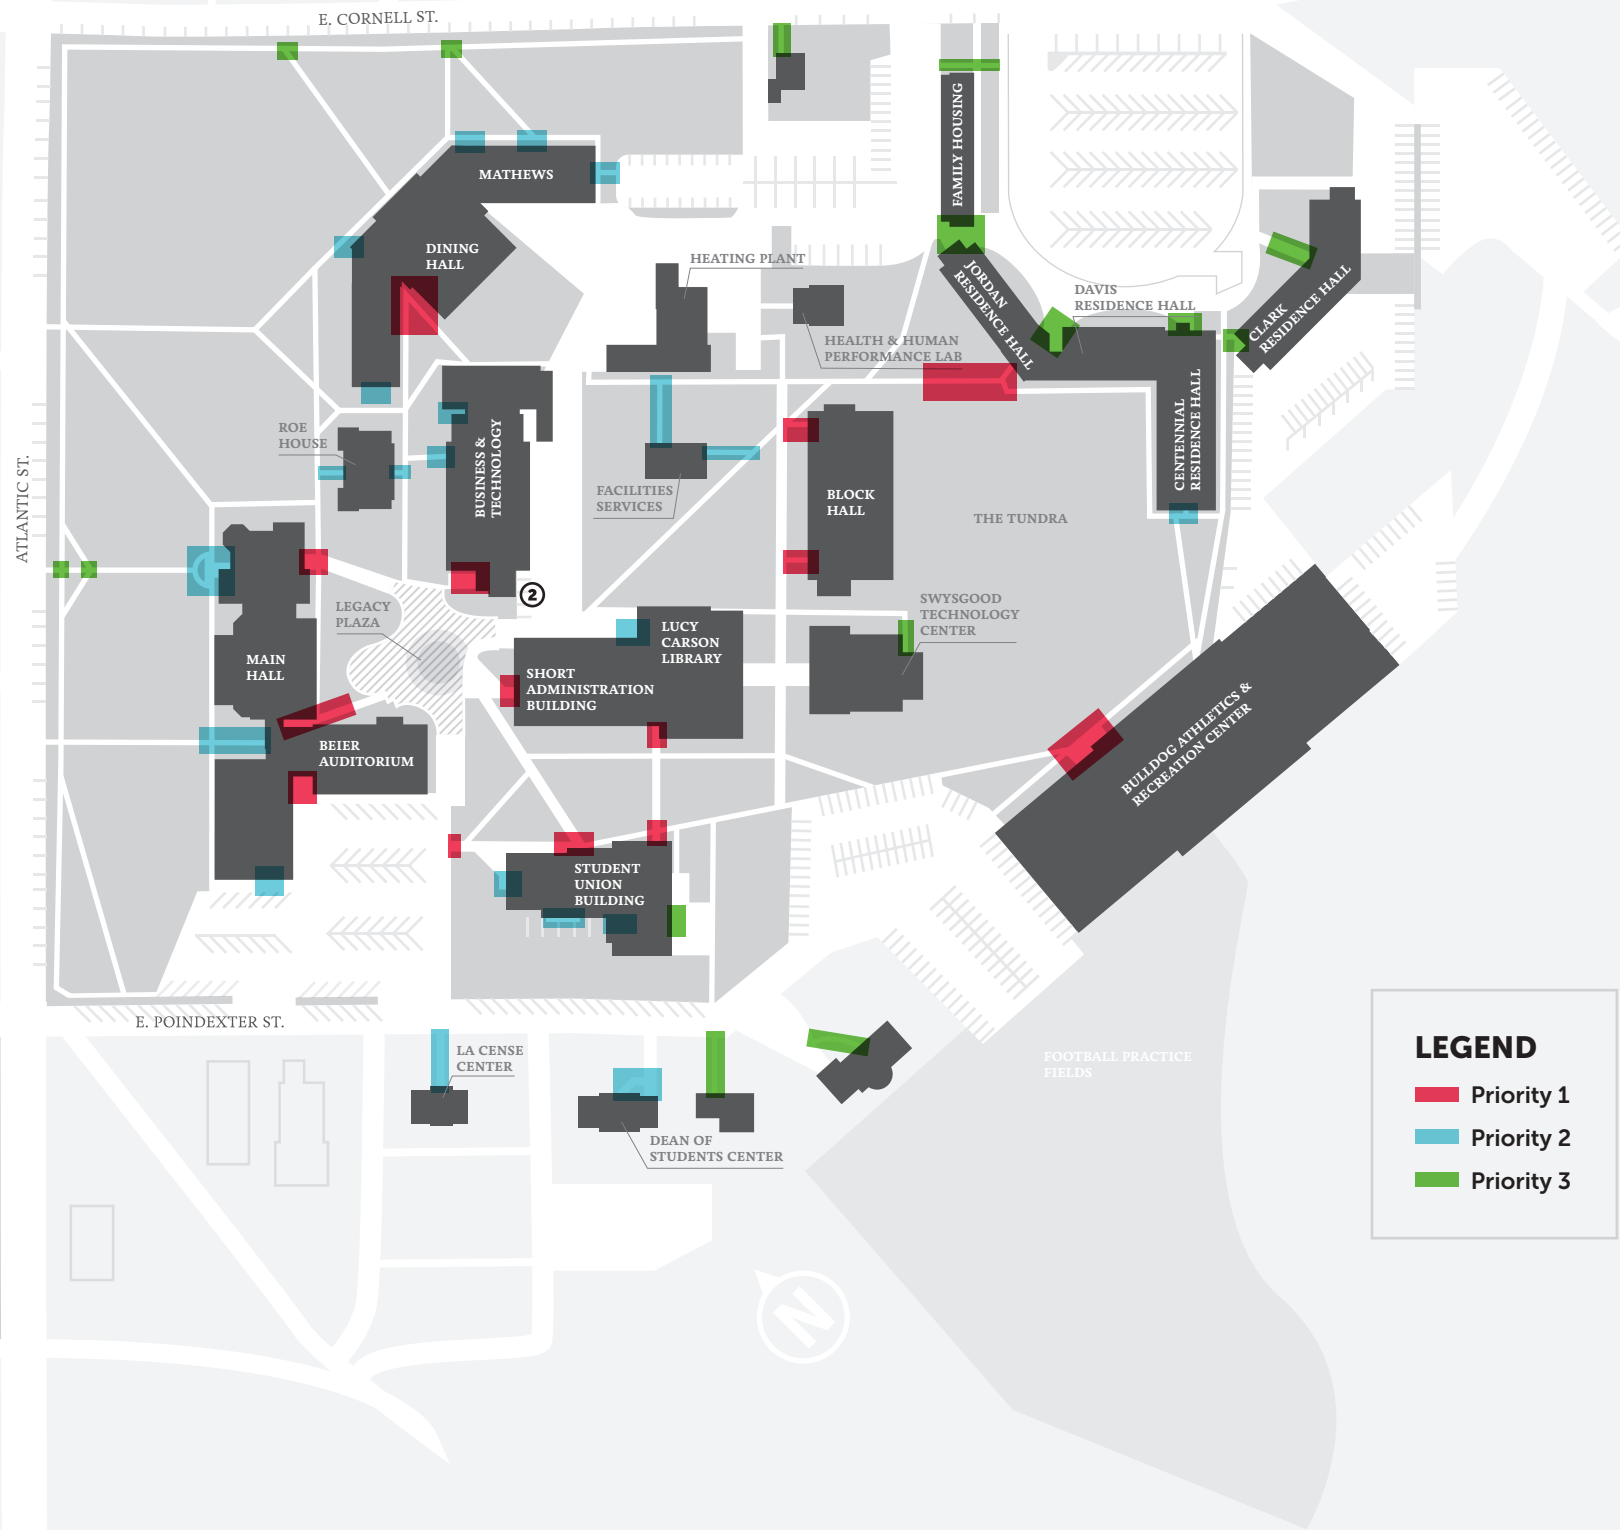 E. CORNELL ST.
FAMILY HOUSING
MATHEWS
DINING
HALL
HEATING PLANT
JORDAN
RESIDENCE HALL
DAVIS
RESIDENCE HALL
CLARK
RESIDENCE HALL
HEALTH & HUMAN
PERFORMANCE LAB
ROE
HOUSE
BUSINESS &
TECHNOLOGY
CENTENNIAL
RESIDENCE HALL
ATLANTIC ST.
FACILITIES
SERVICES
BLOCK
HALL
THE TUNDRA
2
LEGACY
PLAZA
SWYSGOOD
TECHNOLOGY
CENTER
LUCY
CARSON
LIBRARY
MAIN
HALL
SHORT
ADMINISTRATION
BUILDING
BULLDOG ATHLETICS &
RECREATION CENTER
BEIER
AUDITORIUM
STUDENT
UNION
BUILDING
E. POINDEXTER ST.
LA CENSE
CENTER
FOOTBALL PRACTICE
FIELDS
DEAN OF
STUDENTS CENTER
N
LEGEND
Priority 1
Priority 2
Priority 3